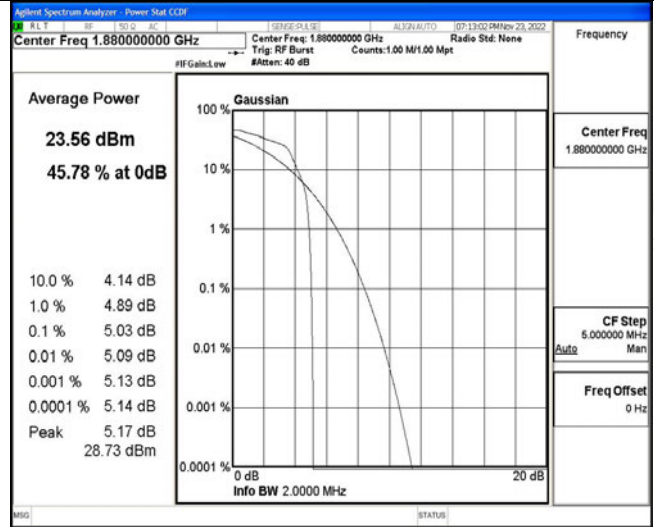 Agilent Spectrum Analyzer - Power Stat CCDF
RLT RF 50 Ω AC SENSE:PULSE ALIGNAUTO 07:13:02 PM Nov 23, 2022
Center Freq 1.880000000 GHz
Center Freq: 1.880000000 GHz Radio Std: None
Trig: RF Burst Counts:1.00 M/1.00 Mpt
#IFGain:Low #Atten: 40 dB
Frequency
Average Power
23.56 dBm
45.78 % at 0dB
10.0 % 4.14 dB
1.0 % 4.89 dB
0.1 % 5.03 dB
0.01 % 5.09 dB
0.001 % 5.13 dB
0.0001 % 5.14 dB
Peak 5.17 dB
28.73 dBm
Gaussian
100 %
10 %
1 %
0.1 %
0.01 %
0.001 %
0.0001 %
0 dB 20 dB
Info BW 2.0000 MHz
Center Freq
1.880000000 GHz
CF Step
5.000000 MHz
Auto Man
Freq Offset
0 Hz
MSG STATUS